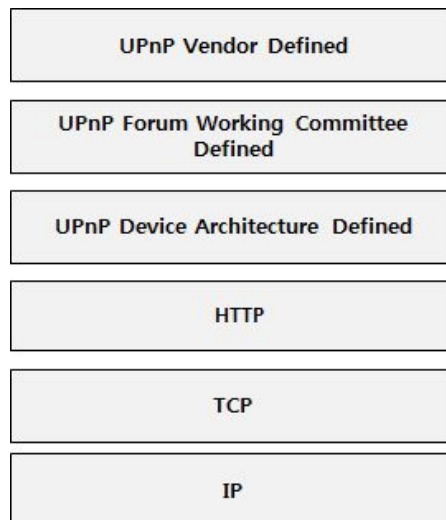 UPnP Vendor Defined
UPnP Forum Working Committee
Defined
UPnP Device Architecture Defined
HTTP
TCP
IP